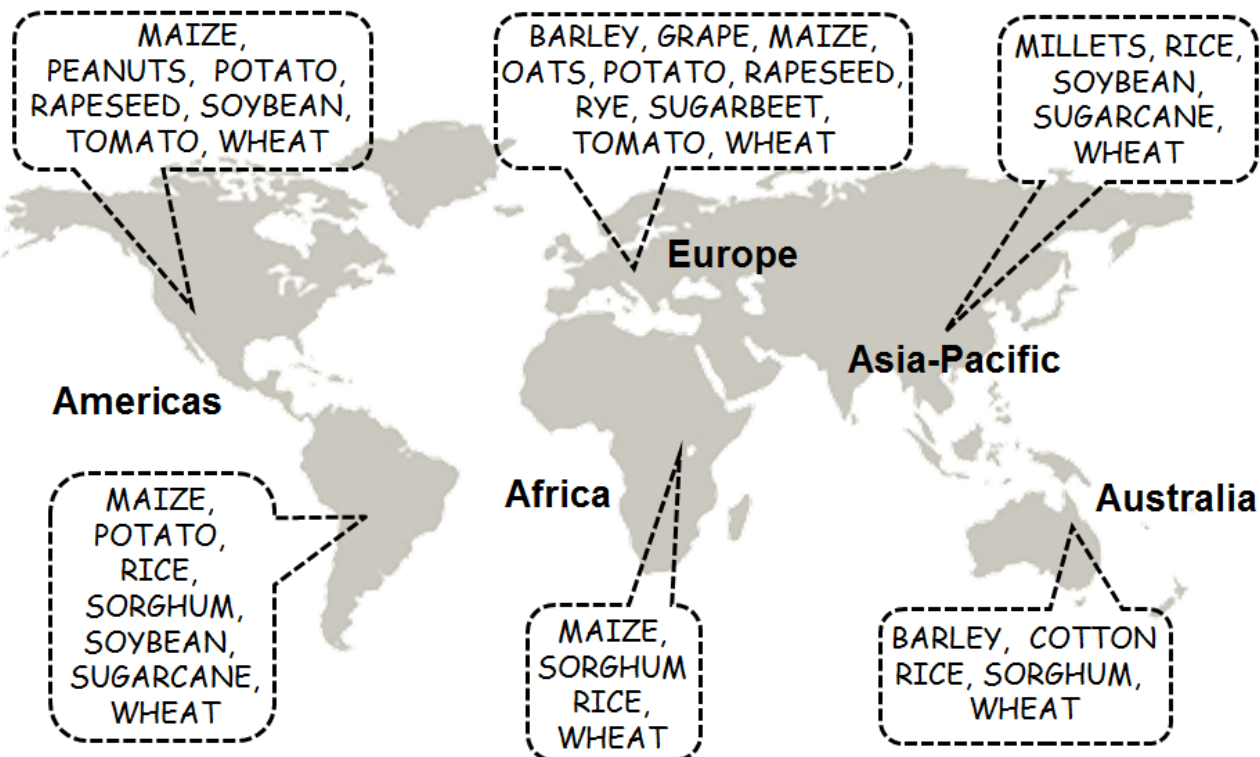 MAIZE,
PEANUTS, POTATO,
RAPESEED, SOYBEAN,
TOMATO, WHEAT
BARLEY, GRAPE, MAIZE,
OATS, POTATO, RAPESEED,
RYE, SUGARBEET,
TOMATO, WHEAT
MILLETS, RICE,
SOYBEAN,
SUGARCANE,
WHEAT
Europe
Asia-Pacific
Americas
Africa
Australia
MAIZE,
POTATO,
RICE,
SORGHUM,
SOYBEAN,
SUGARCANE,
WHEAT
MAIZE,
SORGHUM
RICE,
WHEAT
BARLEY, COTTON
RICE, SORGHUM,
WHEAT